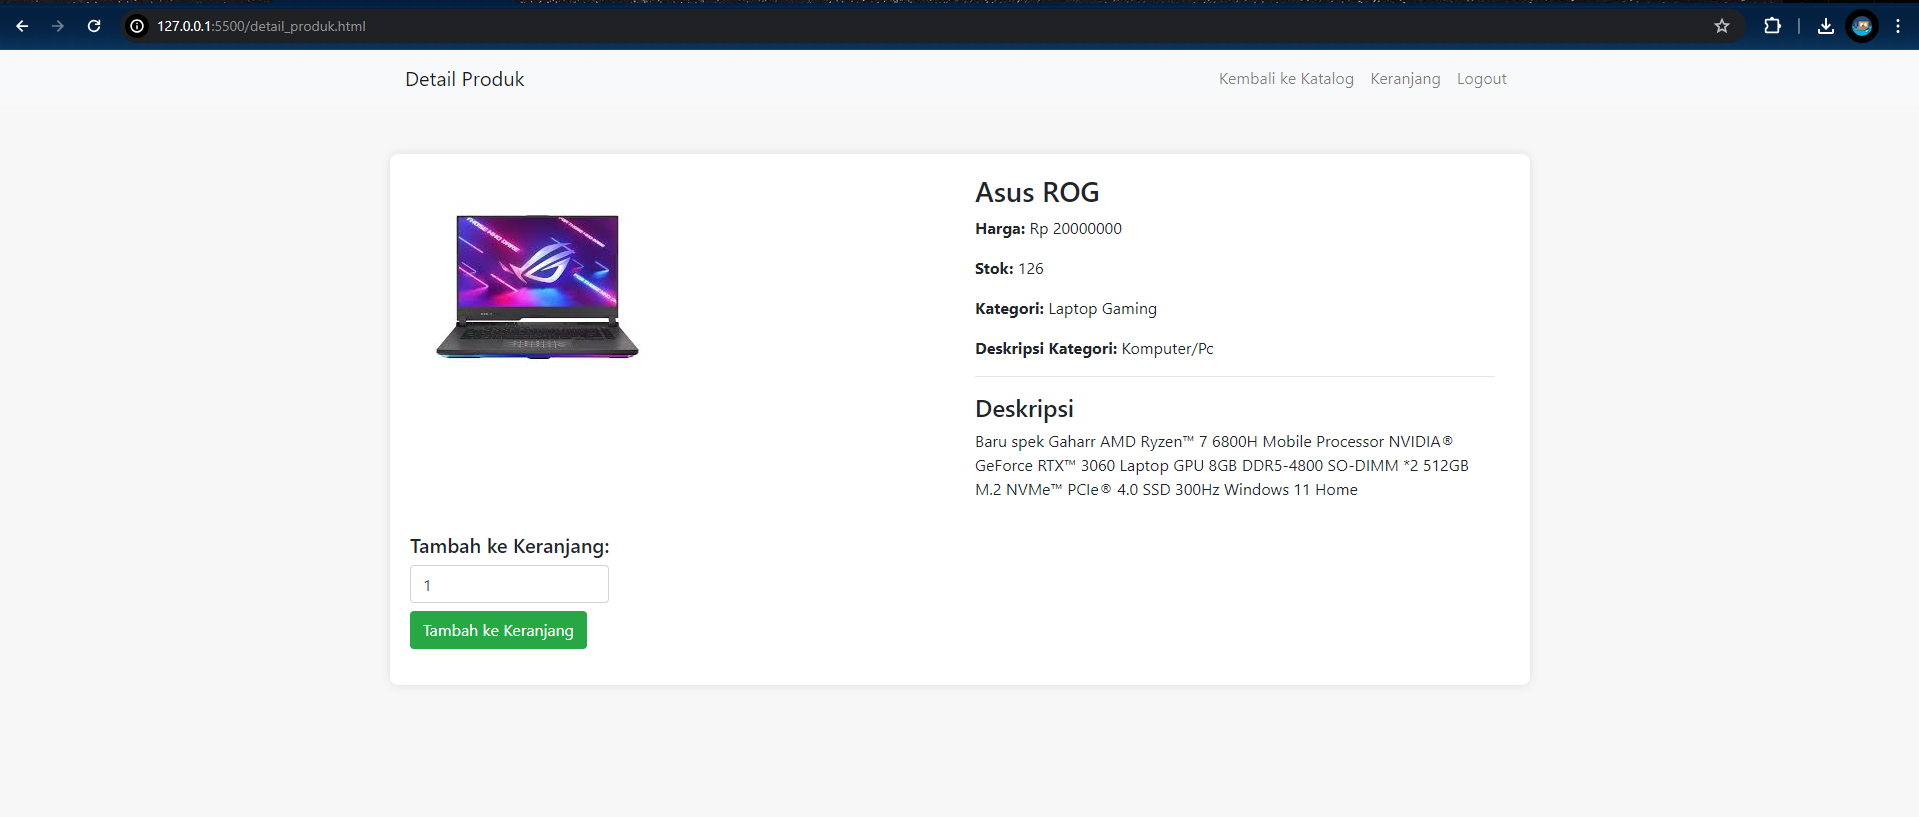 127.0.0.1:5500/detail_produk.html
Detail Produk
Kembali ke Katalog
Keranjang
Logout
Asus ROG
Harga: Rp 20000000
Stok: 126
Kategori: Laptop Gaming
Deskripsi Kategori: Komputer/Pc
Deskripsi
Baru spek Gaharr AMD Ryzen™ 7 6800H Mobile Processor NVIDIA®
GeForce RTX™ 3060 Laptop GPU 8GB DDR5-4800 SO-DIMM *2 512GB
M.2 NVMe™ PCIe® 4.0 SSD 300Hz Windows 11 Home
Tambah ke Keranjang:
1
Tambah ke Keranjang